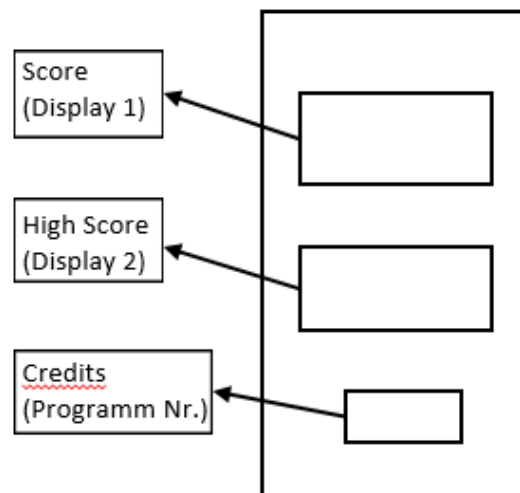 Score
(Display 1)
High Score
(Display 2)
Credits
(Programm Nr.)